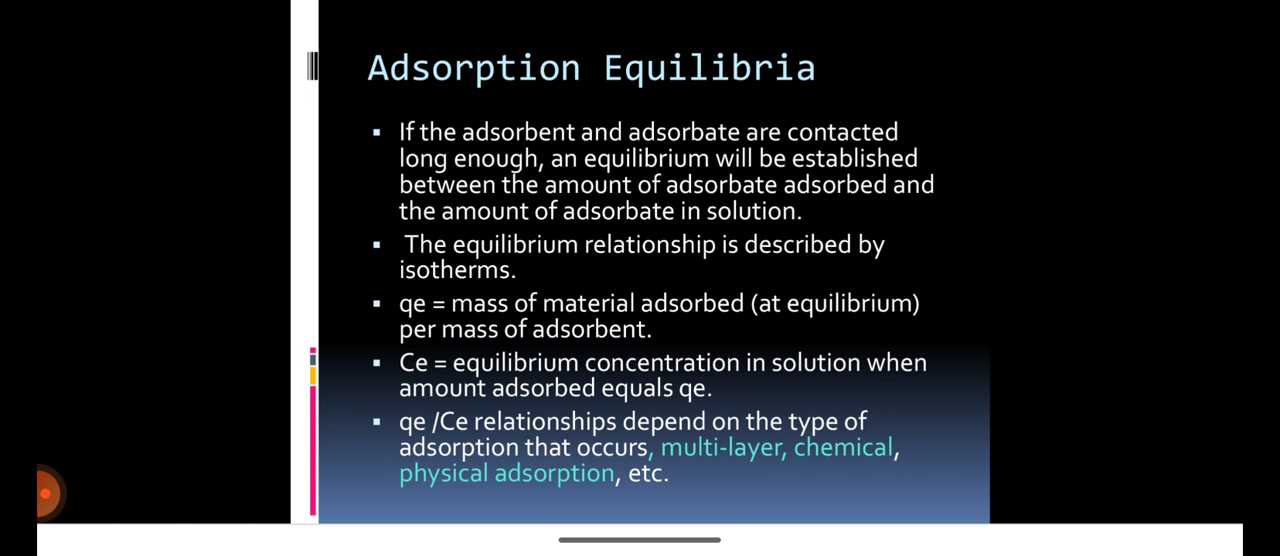 Adsorption Equilibria
▪ If the adsorbent and adsorbate are contacted
long enough, an equilibrium will be established
between the amount of adsorbate adsorbed and
the amount of adsorbate in solution.
▪ The equilibrium relationship is described by
isotherms.
▪ qe = mass of material adsorbed (at equilibrium)
per mass of adsorbent.
▪ Ce = equilibrium concentration in solution when
amount adsorbed equals qe.
▪ qe /Ce relationships depend on the type of
adsorption that occurs, multi-layer, chemical,
physical adsorption, etc.